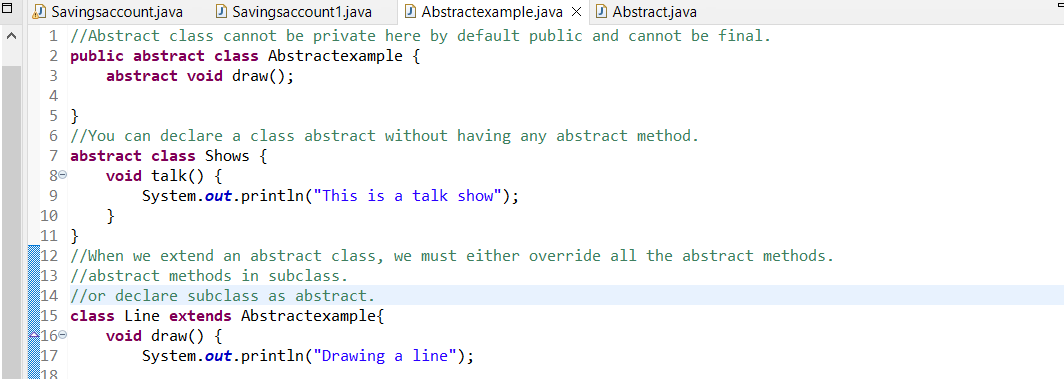 Savingsaccount.java Savingsaccount1.java Abstractexample.java Abstract.java
1 //Abstract class cannot be private here by default public and cannot be final.
2 public abstract class Abstractexample {
3     abstract void draw();
4
5 }
6 //You can declare a class abstract without having any abstract method.
7 abstract class Shows {
8     void talk() {
9         System.out.println("This is a talk show");
10     }
11 }
12 //When we extend an abstract class, we must either override all the abstract methods.
13 //abstract methods in subclass.
14 //or declare subclass as abstract.
15 class Line extends Abstractexample{
16     void draw() {
17         System.out.println("Drawing a line");
18